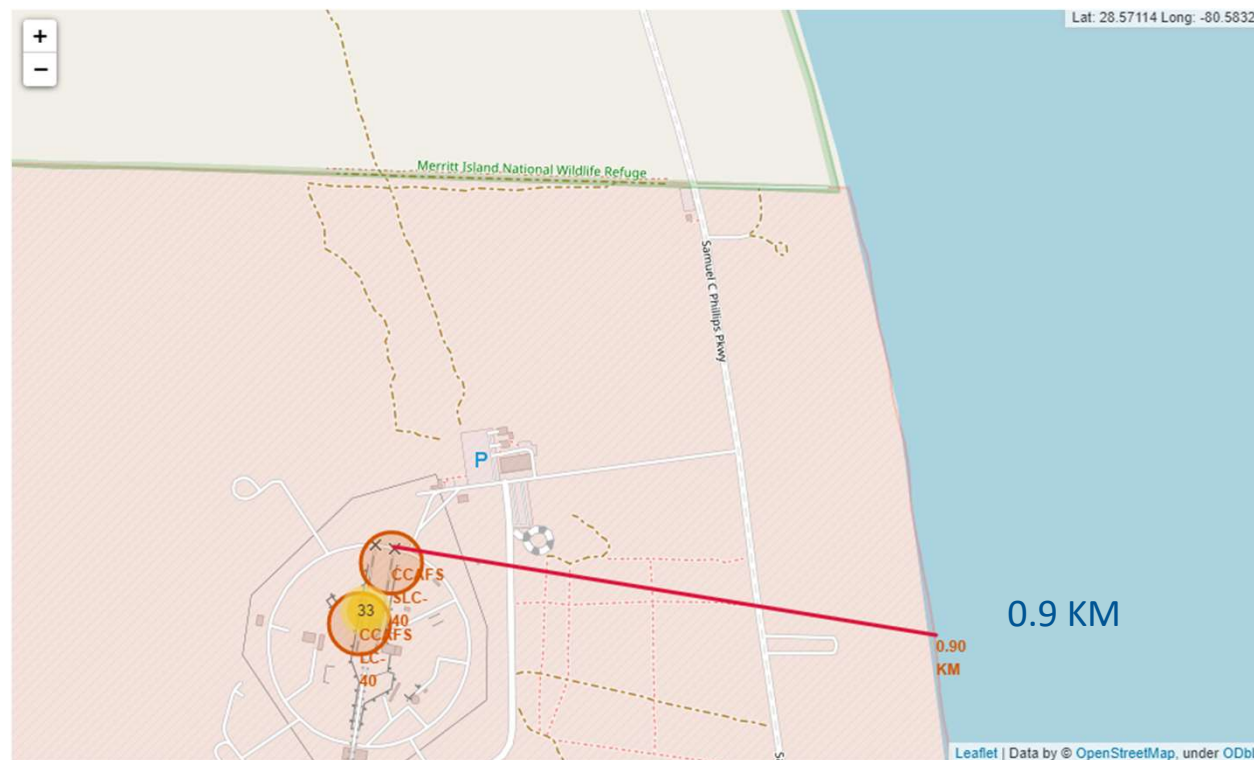 +
−
Lat: 28.57114 Long: -80.5832
Merritt Island National Wildlife Refuge
Samuel C Phillips Pkwy
P
CCAFS
SLC-
40
33
CCAFS
LC-
40
0.9 KM
0.90
KM
S
Leaflet | Data by © OpenStreetMap, under ODbl